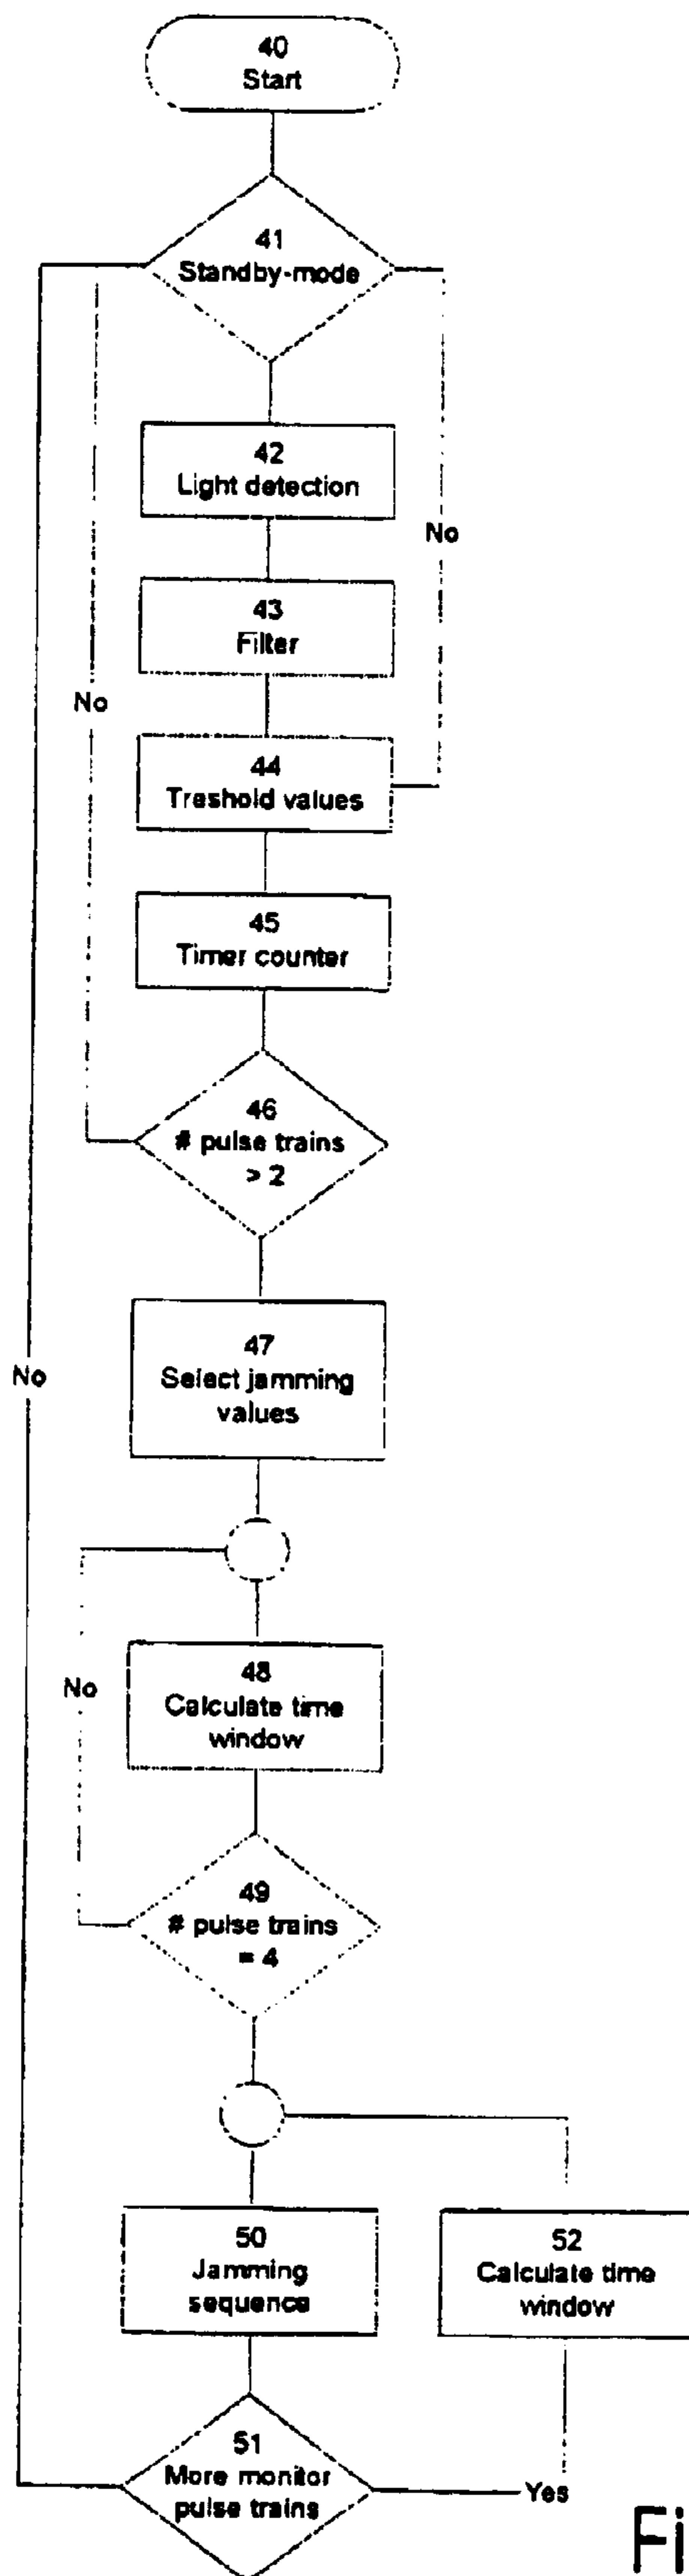 40
Start
41
Standby-mode
42
Light detection
No
43
Filter
No
44
Treshold values
45
Timer counter
46
# pulse trains
> 2
47
Select jamming
values
No
48
Calculate time
window
No
49
# pulse trains
= 4
50
Jamming
sequence
52
Calculate time
window
51
More monitor
pulse trains
Yes
Fi